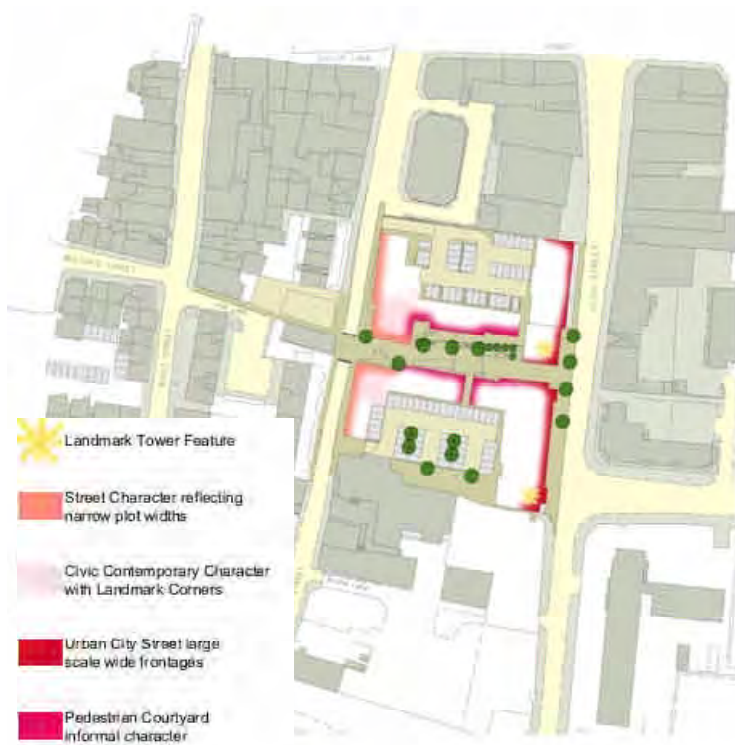 STREET
Landmark Tower Feature
Street Character reflecting
narrow plot widths
Civic Contemporary Character
with Landmark Corners
Urban City Street large
scale wide frontages
Pedestrian Courtyard
informal character